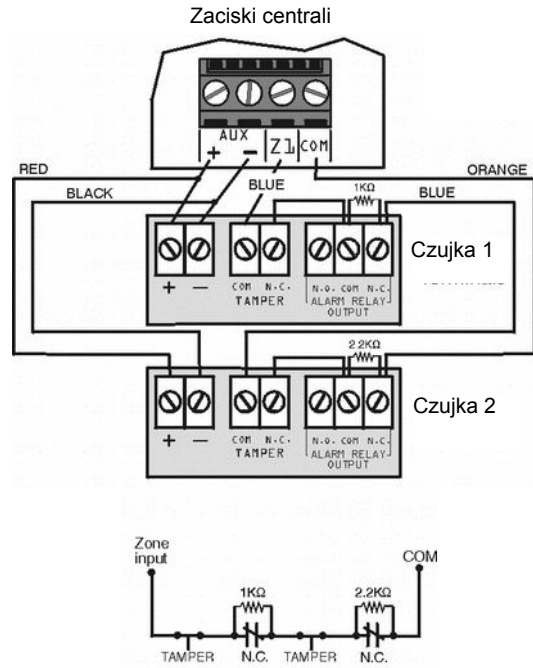 Zaciski centrali
AUX
+ - Z1 COM
RED
ORANGE
BLACK
BLUE
1KΩ
BLUE
Czujka 1
+ — COM N.C. N.O. COM N.C.
TAMPER
ALARM RELAY
OUTPUT
2.2KΩ
Czujka 2
+ — COM N.C. N.O. COM N.C.
TAMPER
ALARM RELAY
OUTPUT
Zone
input
COM
1KΩ
2.2KΩ
TAMPER N.C. TAMPER N.C.